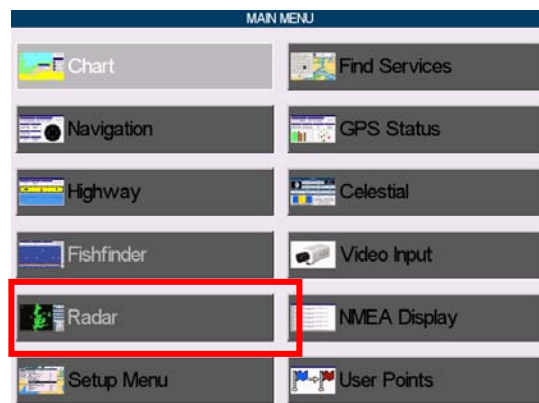 MAIN MENU
Chart
Find Services
Navigation
GPS Status
Highway
Celestial
Fishfinder
Video Input
Radar
NMEA Display
Setup Menu
User Points